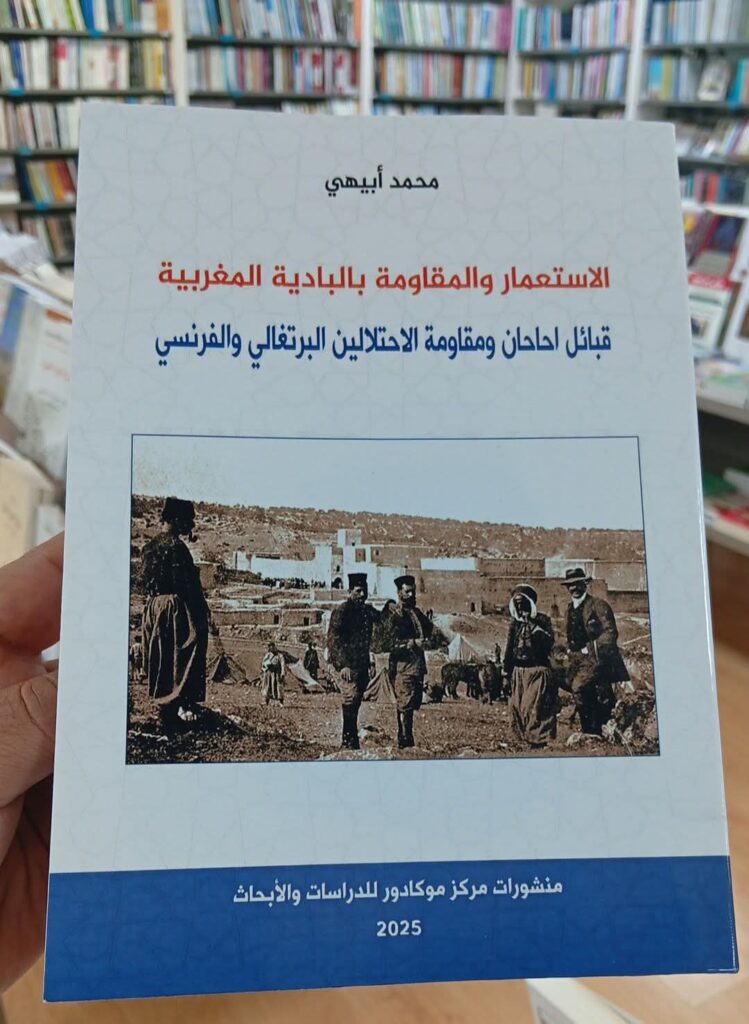 محمد أبيهي
الاستعمار والمقاومة بالبادية المغربية
قبائل احاحان ومقاومة الاحتلالين البرتغالي والفرنسي
منشورات مركز موكادور للدراسات والأبحاث
2025